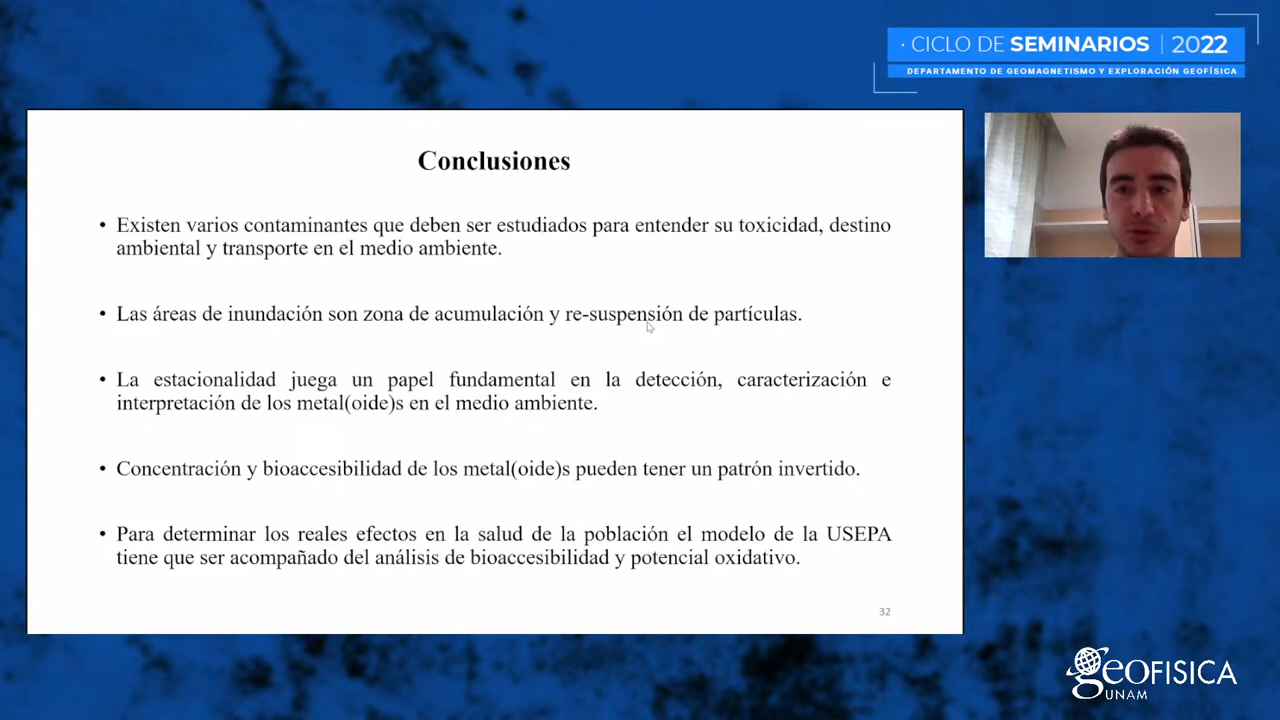 · CICLO DE SEMINARIOS | 2022
DEPARTAMENTO DE GEOMAGNETISMO Y EXPLORACIÓN GEOFÍSICA
Conclusiones
• Existen varios contaminantes que deben ser estudiados para entender su toxicidad, destino
ambiental y transporte en el medio ambiente.
• Las áreas de inundación son zona de acumulación y re-suspensión de partículas.
• La estacionalidad juega un papel fundamental en la detección, caracterización e
interpretación de los metal(oide)s en el medio ambiente.
• Concentración y bioaccesibilidad de los metal(oide)s pueden tener un patrón invertido.
• Para determinar los reales efectos en la salud de la población el modelo de la USEPA
tiene que ser acompañado del análisis de bioaccesibilidad y potencial oxidativo.
32
gEOFISICA
UNAM